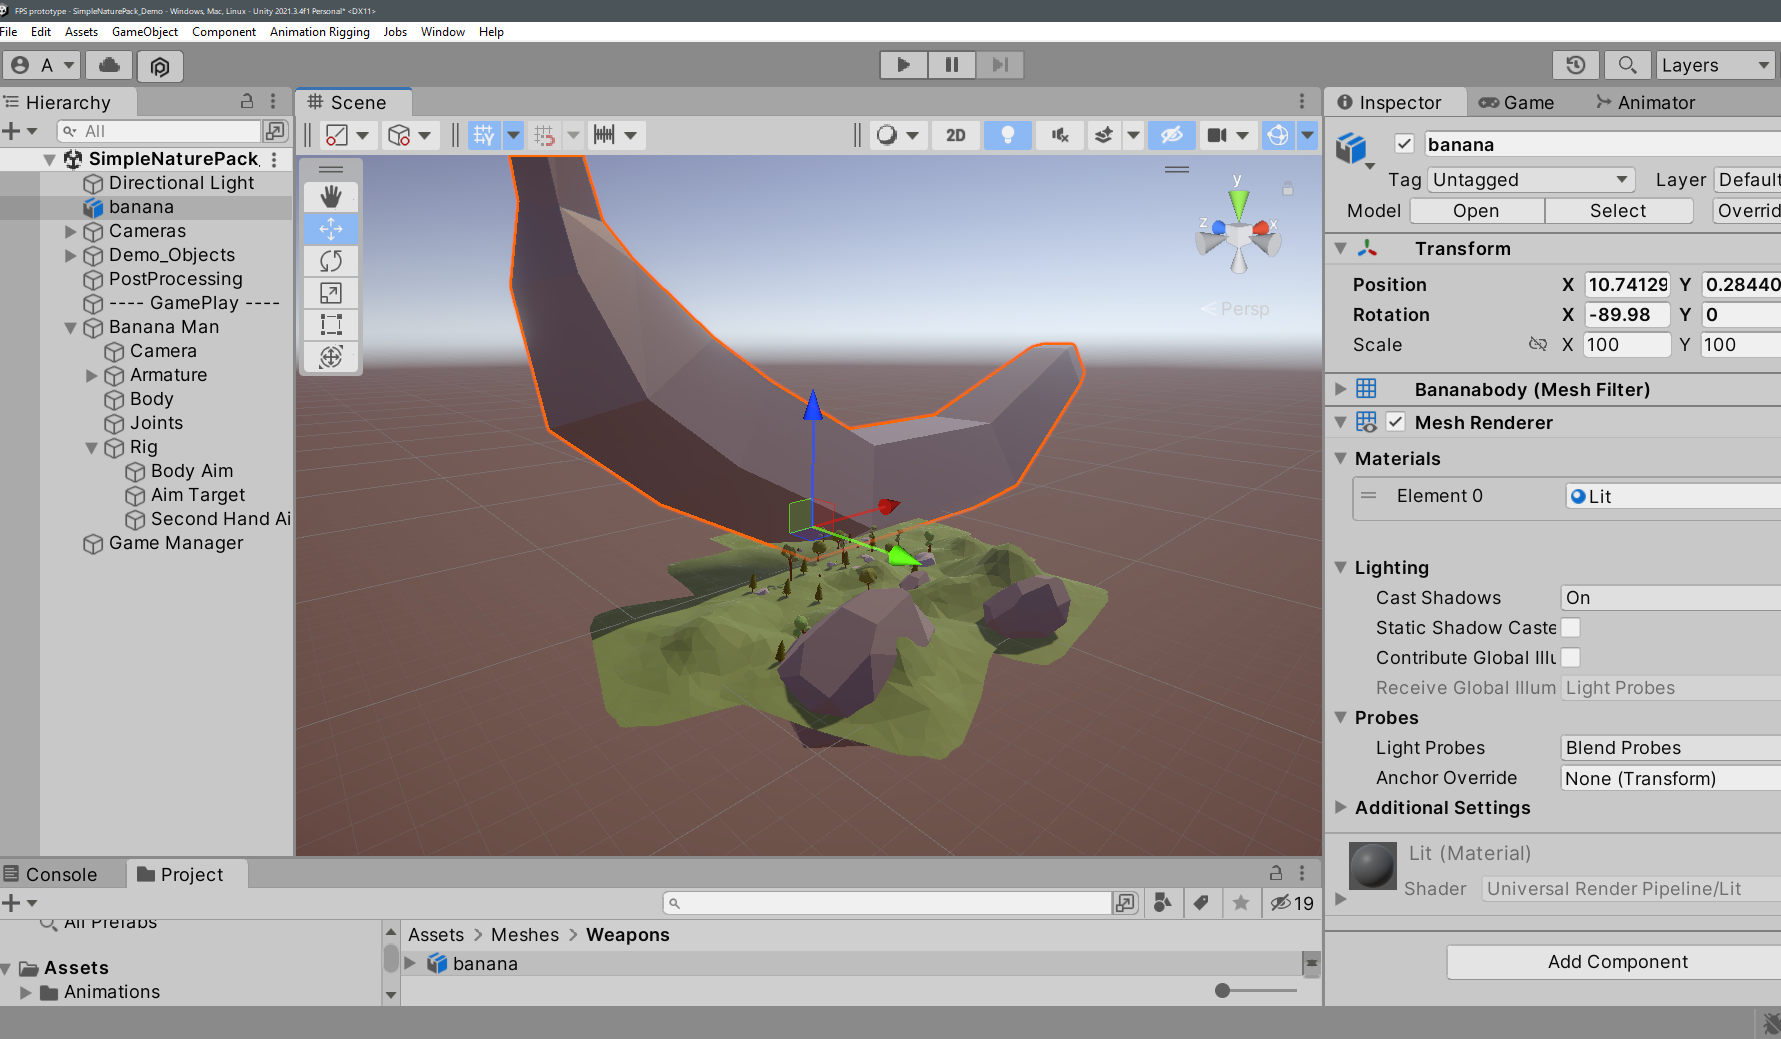 FPS prototype - SimpleNaturePack_Demo - Windows, Mac, Linux - Unity 2021.3.4f1 Personal* <DX11>
File Edit Assets GameObject Component Animation Rigging Jobs Window Help
A
Layers
Hierarchy
All
SimpleNaturePack_
Directional Light
banana
Cameras
Demo_Objects
PostProcessing
---- GamePlay ----
Banana Man
Camera
Armature
Body
Joints
Rig
Body Aim
Aim Target
Second Hand Ai
Game Manager
Scene
2D
y
z
x
Persp
Inspector
Game
Animator
banana
Tag Untagged Layer Default
Model Open Select Overrid
Transform
Position X 10.74129 Y 0.28440
Rotation X -89.98 Y 0
Scale X 100 Y 100
Bananabody (Mesh Filter)
Mesh Renderer
Materials
Element 0 Lit
Lighting
Cast Shadows On
Static Shadow Caste
Contribute Global Illu
Receive Global Illum Light Probes
Probes
Light Probes Blend Probes
Anchor Override None (Transform)
Additional Settings
Lit (Material)
Shader Universal Render Pipeline/Lit
Add Component
Console
Project
19
All Prefabs
Assets
Animations
Assets > Meshes > Weapons
banana